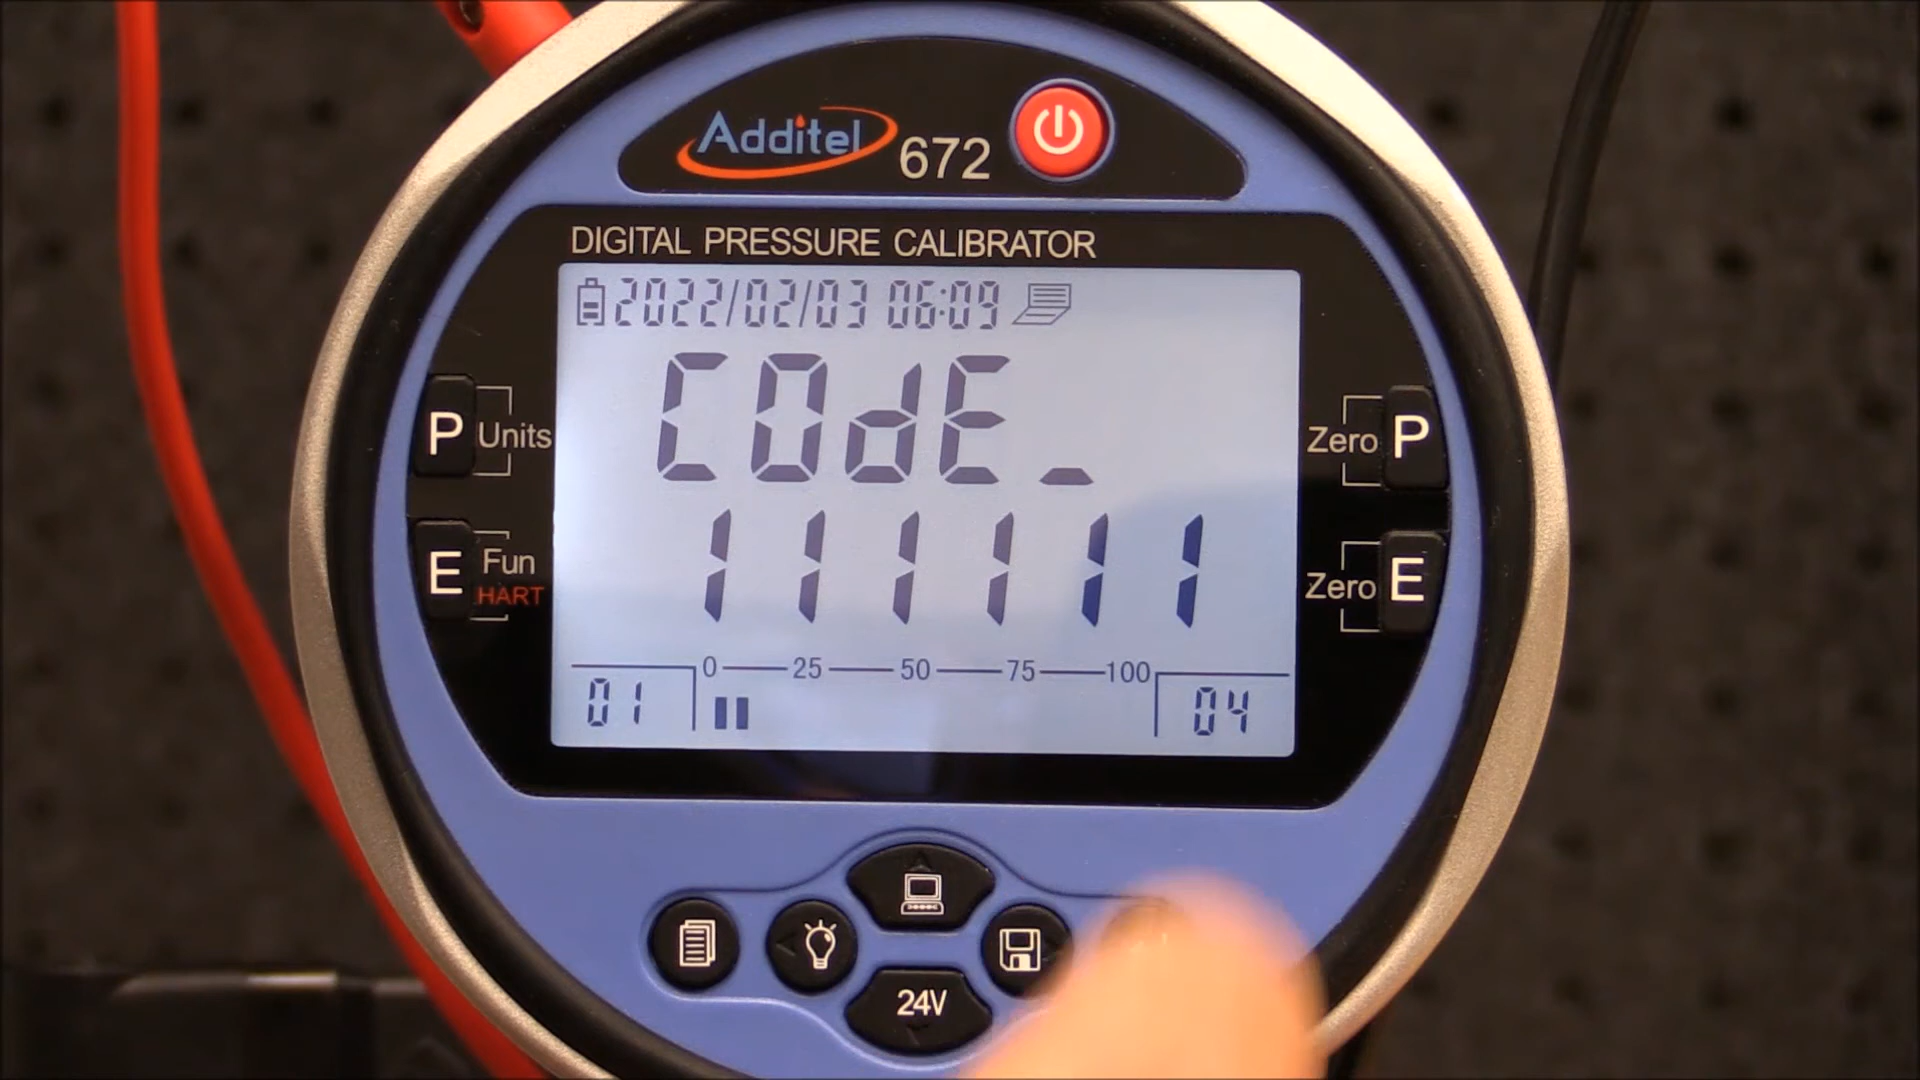 Additel 672
DIGITAL PRESSURE CALIBRATOR
2022/02/03 06:09
COdE_
P Units
Zero P
111111
E Fun
HART
Zero E
0 25 50 75 100
01
04
24V